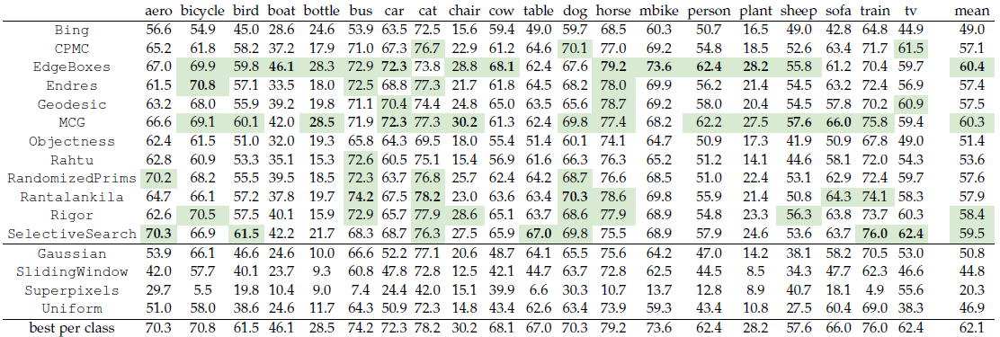 aero bicycle bird boat bottle bus car cat chair cow table dog horse mbike person plant sheep sofa train tv mean
Bing 56.6 54.9 45.0 28.6 24.6 53.9 63.5 72.5 15.6 59.4 49.0 59.7 68.5 60.3 50.7 16.5 49.0 42.8 64.8 44.9 49.0
CPMC 65.2 61.8 58.2 37.2 17.9 71.0 67.3 76.7 22.9 61.2 64.6 70.1 77.0 69.2 54.8 18.5 52.6 63.4 71.7 61.5 57.1
EdgeBoxes 67.0 69.9 59.8 46.1 28.3 72.9 72.3 73.8 28.8 68.1 62.4 67.6 79.2 73.6 62.4 28.2 55.8 61.2 70.4 59.7 60.4
Endres 61.5 70.8 57.1 33.5 18.0 72.5 68.8 77.3 21.7 61.8 64.5 68.2 78.0 69.9 56.2 21.4 54.5 63.2 72.4 56.9 57.4
Geodesic 63.2 68.0 55.9 39.2 19.8 71.1 70.4 74.4 24.8 65.0 63.5 65.6 78.7 69.2 58.0 20.4 54.5 57.8 70.2 60.9 57.5
MCG 66.6 69.1 60.1 42.0 28.5 71.9 72.3 77.3 30.2 61.3 62.4 69.8 77.4 68.2 62.2 27.5 57.6 66.0 75.8 59.4 60.3
Objectness 62.4 61.5 51.0 32.0 19.3 65.8 64.3 69.5 18.0 55.4 51.4 60.1 74.1 64.7 50.9 17.3 41.9 50.9 67.8 49.0 51.4
Rahtu 62.8 60.9 53.3 35.1 15.3 72.6 60.5 75.1 15.4 56.9 61.6 66.3 76.3 65.2 51.2 14.1 44.6 58.1 72.0 54.3 53.6
RandomizedPrims 70.2 68.2 55.5 39.5 18.5 72.3 63.2 76.8 25.7 62.4 64.2 68.7 76.6 68.5 51.0 22.4 53.1 62.9 72.4 59.7 57.6
Rantalankila 64.7 66.1 57.2 37.8 19.7 74.2 67.5 78.2 23.0 63.6 63.4 70.3 78.6 69.8 55.9 21.4 50.8 64.3 74.1 58.3 57.9
Rigor 62.6 70.5 57.5 40.1 15.9 72.9 65.7 77.9 28.6 65.1 63.7 68.6 77.9 68.9 54.8 23.3 56.3 63.8 73.7 60.3 58.4
SelectiveSearch 70.3 66.9 61.5 42.2 21.7 68.3 68.7 76.3 27.5 65.9 67.0 69.8 75.5 68.9 57.9 24.6 53.6 63.7 76.0 62.4 59.5
Gaussian 53.9 66.1 46.6 24.6 10.0 66.6 52.2 77.1 20.6 48.7 64.1 65.5 75.6 64.2 47.0 14.2 38.1 58.2 70.5 53.0 50.8
SlidingWindow 42.0 57.7 40.1 23.7 9.3 60.8 47.8 72.8 12.5 42.1 44.7 63.7 72.8 62.5 44.5 8.5 34.3 47.7 62.3 46.6 44.8
Superpixels 29.7 5.5 19.8 10.4 9.0 7.4 24.4 42.0 15.1 39.9 6.6 30.3 10.7 13.7 12.8 8.9 40.7 18.1 4.9 55.6 20.3
Uniform 51.0 58.0 38.6 24.6 11.7 64.3 50.9 72.3 14.8 43.4 62.6 63.4 73.9 59.3 43.4 10.8 27.5 60.4 69.0 38.3 46.9
best per class 70.3 70.8 61.5 46.1 28.5 74.2 72.3 78.2 30.2 68.1 67.0 70.3 79.2 73.6 62.4 28.2 57.6 66.0 76.0 62.4 62.1